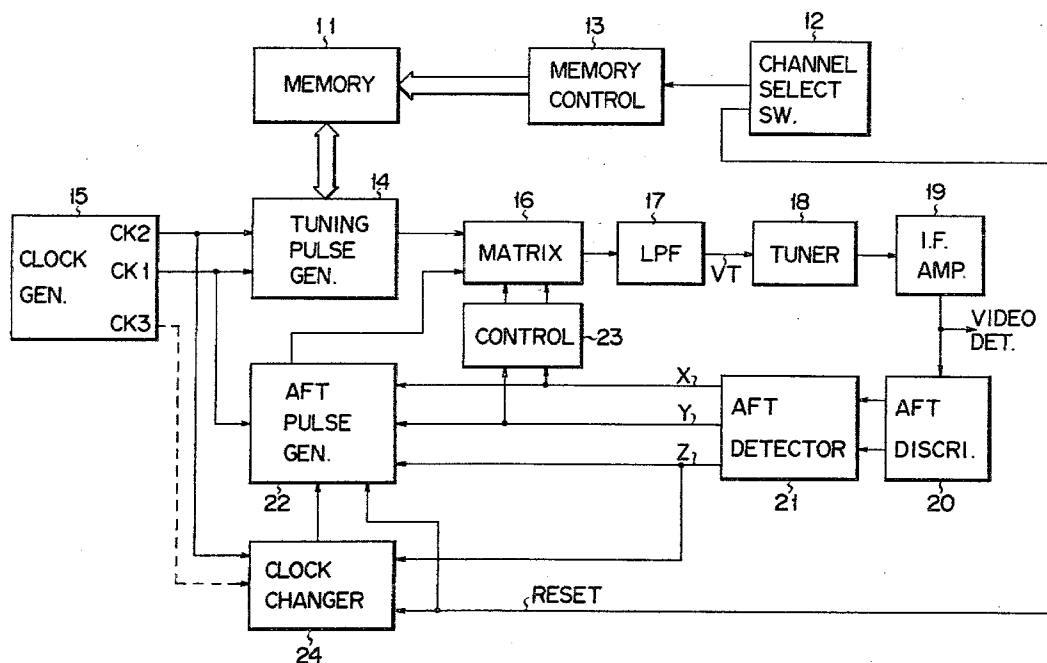 11
MEMORY
13
MEMORY
CONTROL
12
CHANNEL
SELECT
SW.
15
CLOCK
GEN.
CK2
CK1
CK3
14
TUNING
PULSE
GEN.
16
MATRIX
17
LPF
VT
18
TUNER
19
I.F.
AMP.
VIDEO
DET.
CONTROL
23
AFT
PULSE
GEN.
22
X
Y
Z
AFT
DETECTOR
21
AFT
DISCRI.
20
CLOCK
CHANGER
24
RESET